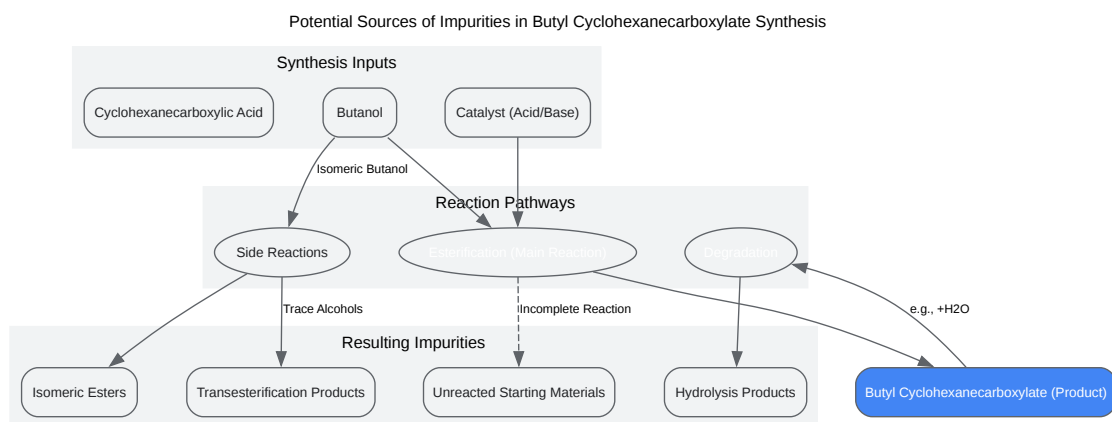 Potential Sources of Impurities in Butyl Cyclohexanecarboxylate Synthesis
Synthesis Inputs
Cyclohexanecarboxylic Acid
Butanol
Catalyst (Acid/Base)
Isomeric Butanol
Reaction Pathways
Side Reactions
Esterification (Main Reaction)
Degradation
Trace Alcohols
Incomplete Reaction
e.g., +H2O
Resulting Impurities
Isomeric Esters
Transesterification Products
Unreacted Starting Materials
Hydrolysis Products
Butyl Cyclohexanecarboxylate (Product)